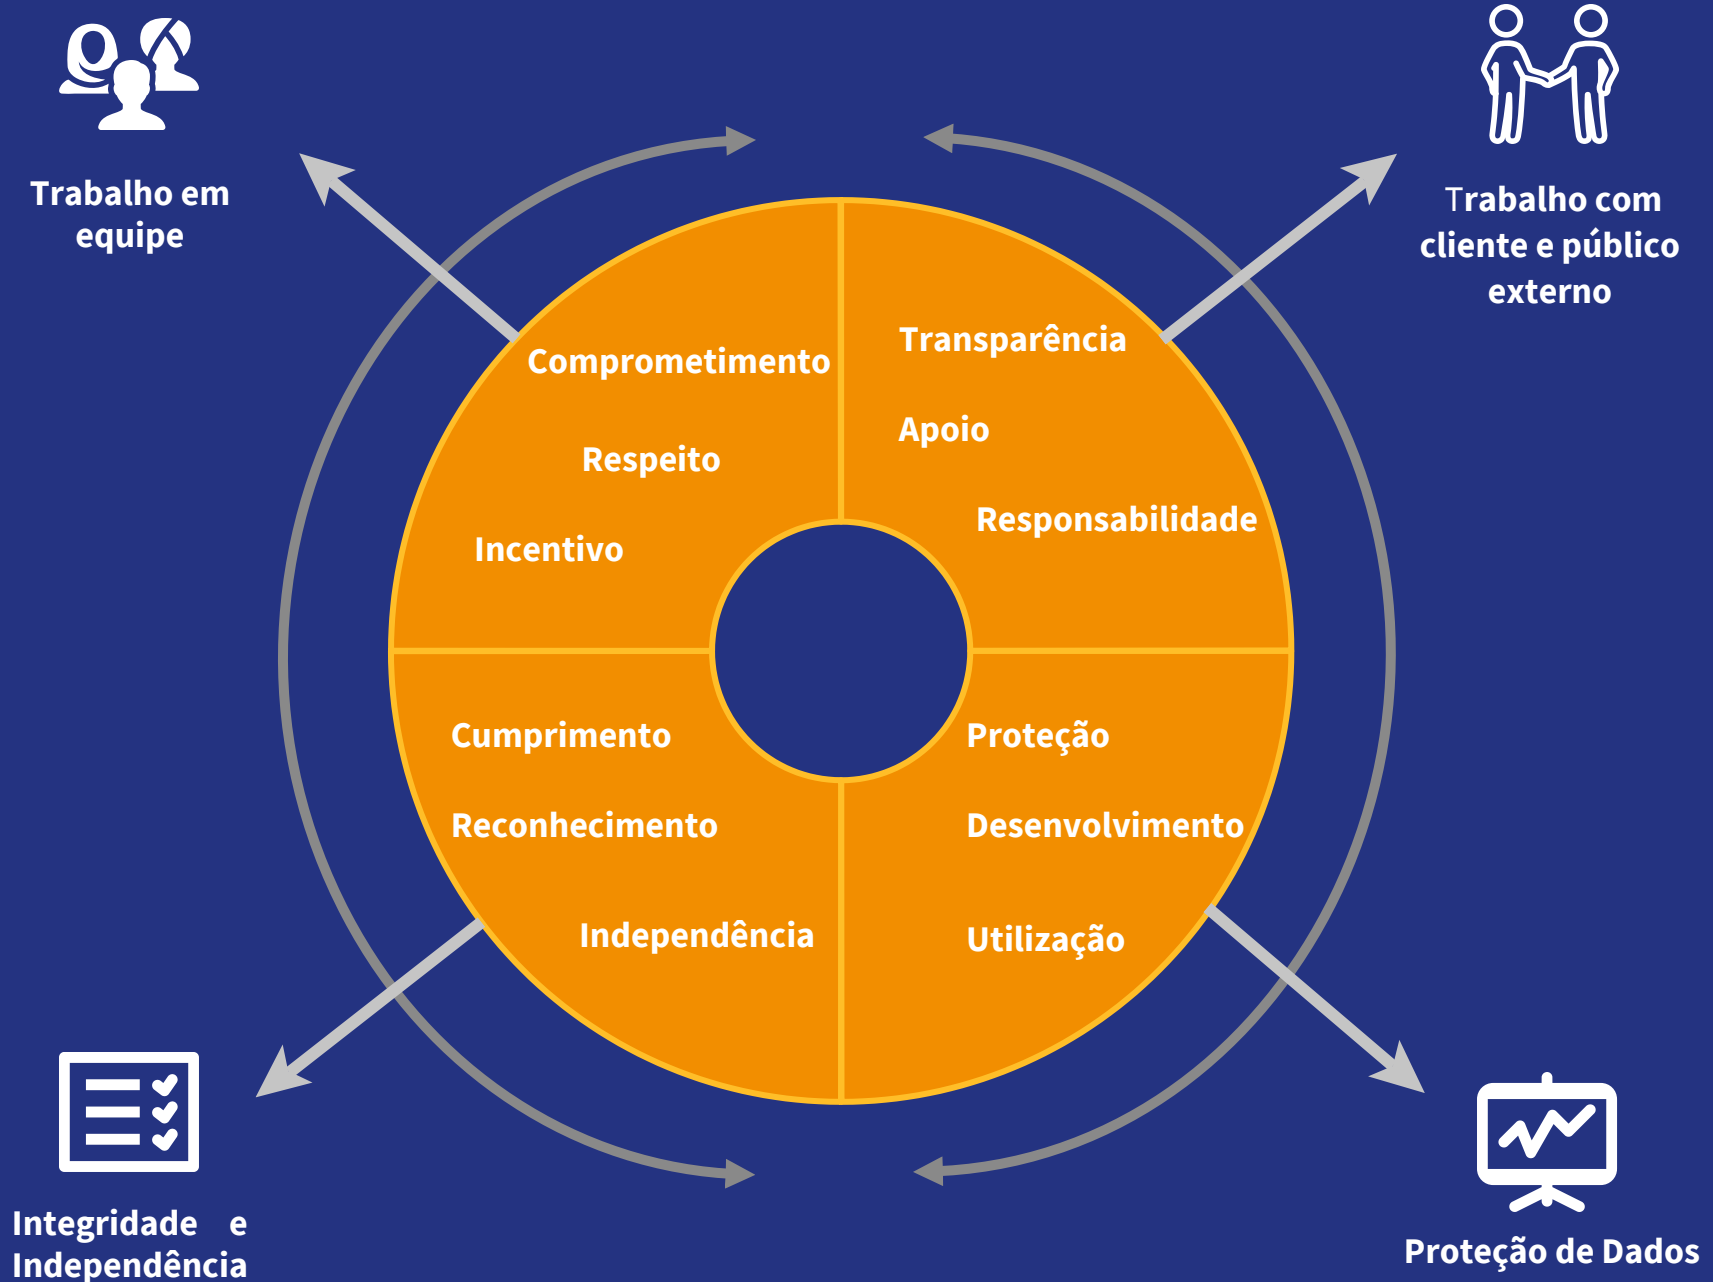 Trabalho em
equipe
Trabalho com
cliente e público
externo
Comprometimento
Respeito
Incentivo
Transparência
Apoio
Responsabilidade
Cumprimento
Reconhecimento
Independência
Proteção
Desenvolvimento
Utilização
Integridade e
Independência
Proteção de Dados